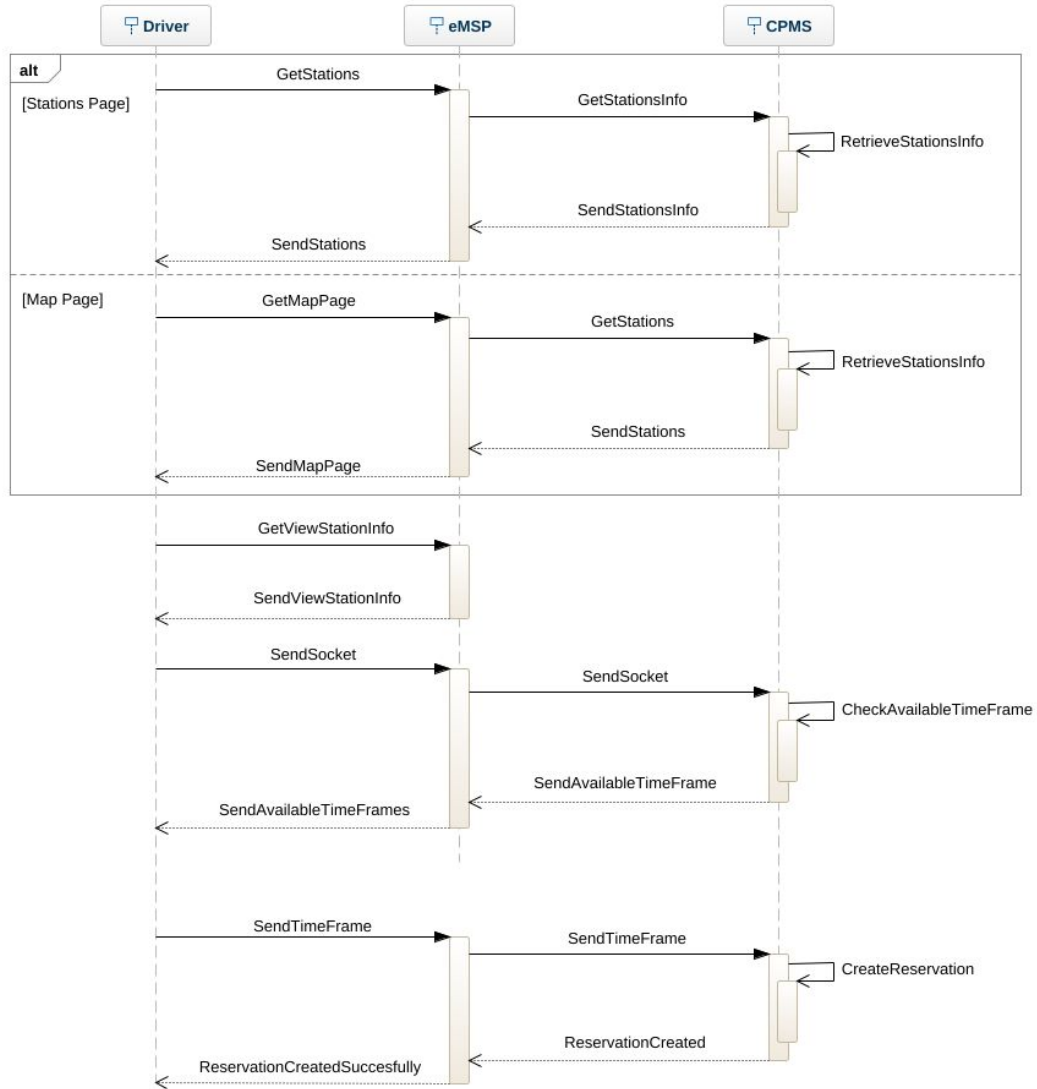 Driver
eMSP
CPMS
alt
GetStations
[Stations Page]
GetStationsInfo
RetrieveStationsInfo
SendStationsInfo
SendStations
[Map Page]
GetMapPage
GetStations
RetrieveStationsInfo
SendStations
SendMapPage
GetViewStationInfo
SendViewStationInfo
SendSocket
SendSocket
CheckAvailableTimeFrame
SendAvailableTimeFrame
SendAvailableTimeFrames
SendTimeFrame
SendTimeFrame
CreateReservation
ReservationCreated
ReservationCreatedSuccesfully